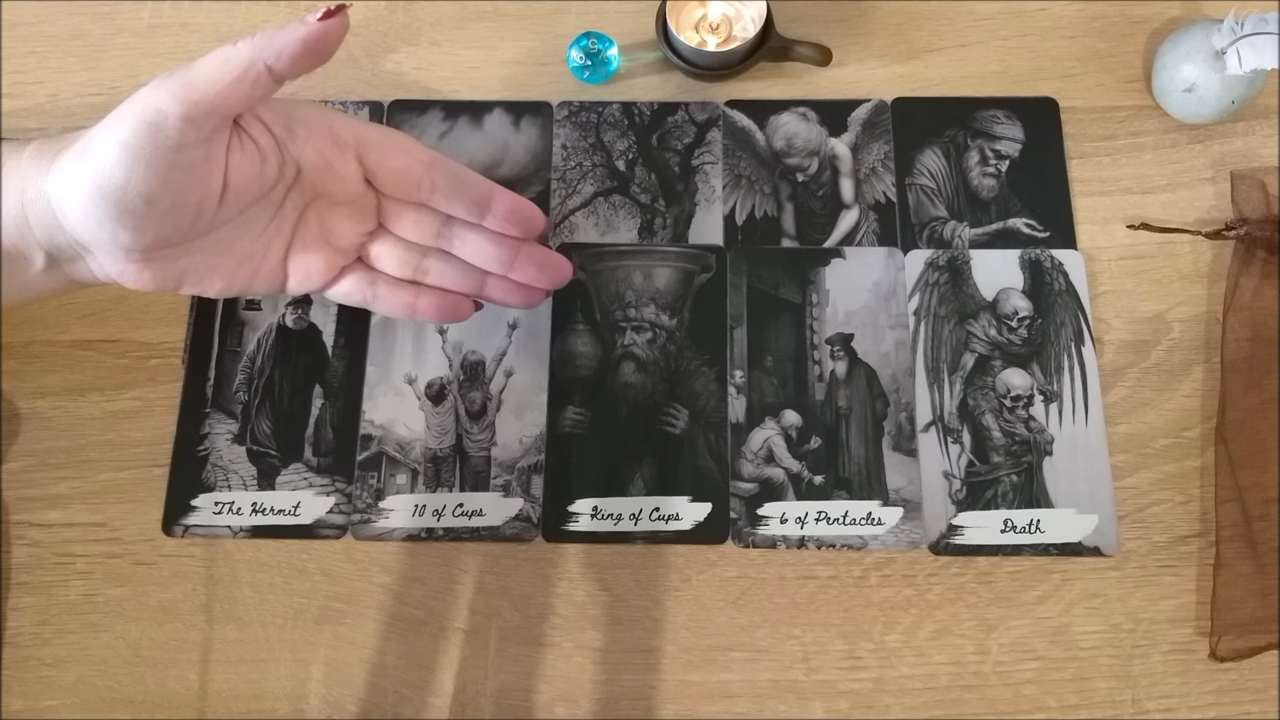 The Hermit
10 of Cups
King of Cups
6 of Pentacles
Death